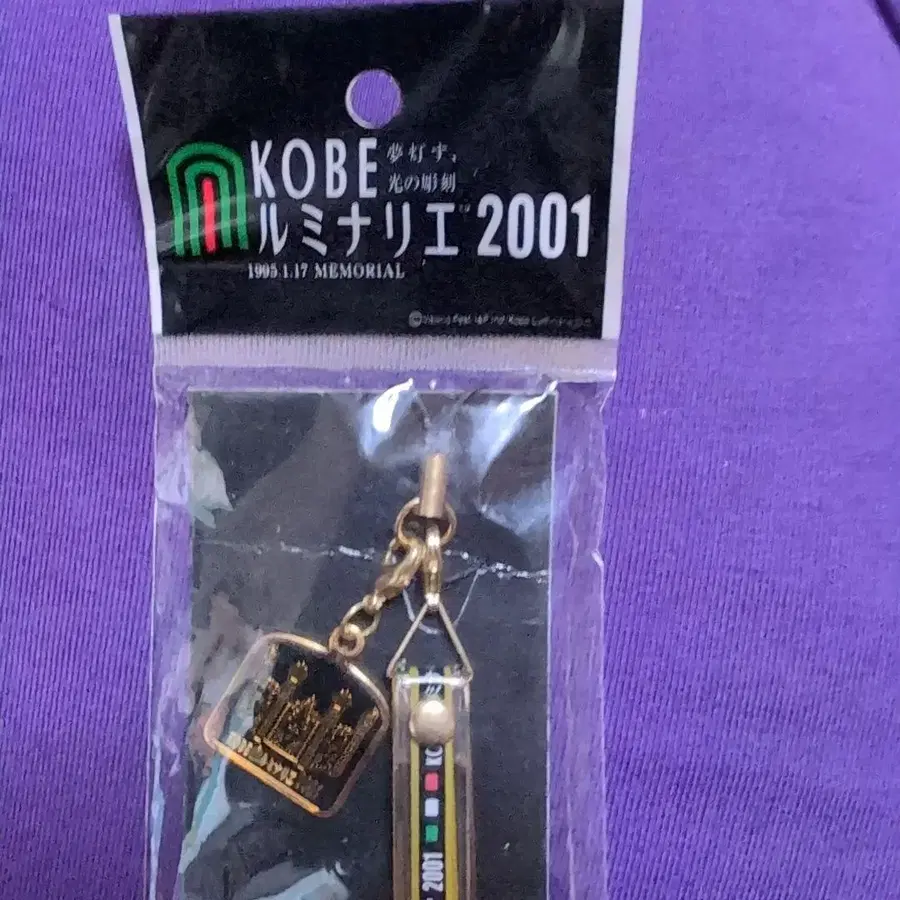 KOBE
夢灯す、
光の彫刻
ルミナリエ 2001
1995.1.17 MEMORIAL
2001